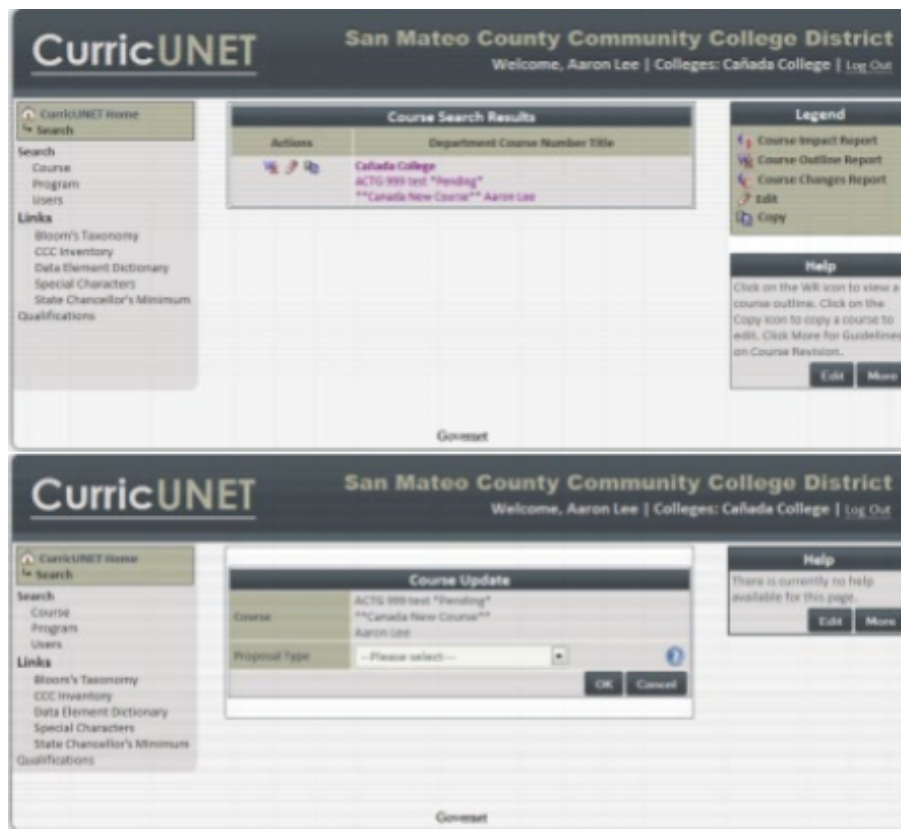 CurricUNET
San Mateo County Community College District
Welcome, Aaron Lee | Colleges: Cañada College | Log Out
CurricUNET Home
Search
Search
Course
Program
Users
Links
Bloom's Taxonomy
CCC Inventory
Data Element Dictionary
Special Characters
State Chancellor's Minimum
Qualifications
Course Search Results
Actions
Department Course Number Title
Cañada College
ACTG 999 test *Pending*
**Canada New Course** Aaron Lee
Legend
Course Impact Report
Course Outline Report
Course Changes Report
Edit
Copy
Help
Click on the WR icon to view a
course outline. Click on the
Copy icon to copy a course to
edit. Click More for Guidelines
on Course Revision.
Edit More
Governet
CurricUNET
San Mateo County Community College District
Welcome, Aaron Lee | Colleges: Cañada College | Log Out
CurricUNET Home
Search
Search
Course
Program
Users
Links
Bloom's Taxonomy
CCC Inventory
Data Element Dictionary
Special Characters
State Chancellor's Minimum
Qualifications
Course Update
Course
ACTG 999 test *Pending*
**Canada New Course**
Aaron Lee
Proposal Type
--Please select---
OK Cancel
Help
There is currently no help
available for this page.
Edit More
Governet